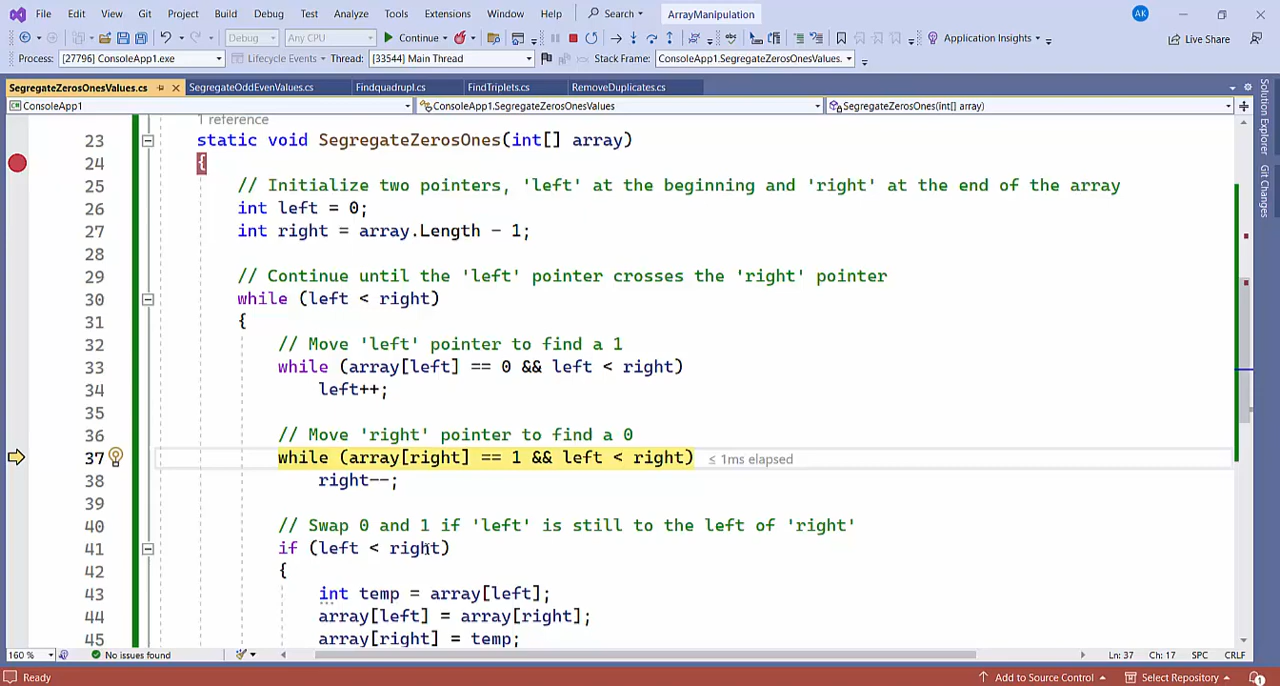 File Edit View Git Project Build Debug Test Analyze Tools Extensions Window Help Search ArrayManipulation AK
Debug Any CPU Continue Application Insights Live Share
Process: [27796] ConsoleApp1.exe Lifecycle Events Thread: [33544] Main Thread Stack Frame: ConsoleApp1.SegregateZerosOnesValues.
SegregateZerosOnesValues.cs SegregateOddEvenValues.cs Findquadrupl.cs FindTriplets.cs RemoveDuplicates.cs
ConsoleApp1 ConsoleApp1.SegregateZerosOnesValues SegregateZerosOnes(int[] array)
1 reference
23 static void SegregateZerosOnes(int[] array)
24 {
25 // Initialize two pointers, 'left' at the beginning and 'right' at the end of the array
26 int left = 0;
27 int right = array.Length - 1;
28
29 // Continue until the 'left' pointer crosses the 'right' pointer
30 while (left < right)
31 {
32 // Move 'left' pointer to find a 1
33 while (array[left] == 0 && left < right)
34 left++;
35
36 // Move 'right' pointer to find a 0
37 while (array[right] == 1 && left < right) ≤ 1ms elapsed
38 right--;
39
40 // Swap 0 and 1 if 'left' is still to the left of 'right'
41 if (left < right)
42 {
43 int temp = array[left];
44 array[left] = array[right];
45 array[right] = temp;
160 % No issues found Ln: 37 Ch: 17 SPC CRLF
Ready Add to Source Control Select Repository 1
Solution Explorer
Git Changes